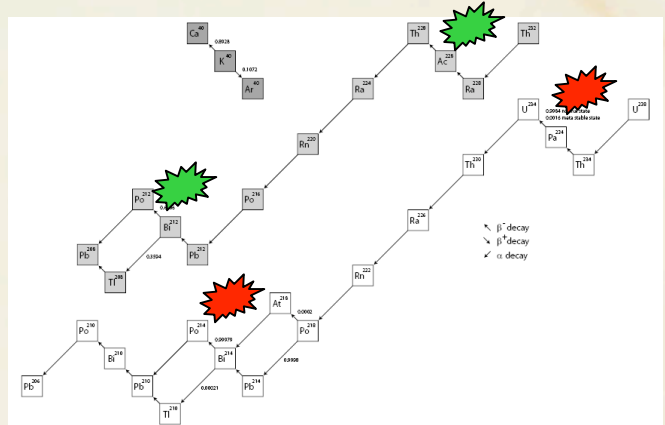 Ca 40
0.8928
K 40
0.1072
Ar 40
Th 228
Th 232
Ac 228
Ra 224
Ra 228
U 234
U 238
0.0016 meta stable state
Pa 234
Th 234
Rn 220
Th 230
Po 212
Po 216
Bi 212
Ra 226
Pb 208
Pb 212
0.3594
Tl 208
β⁻ decay
β⁺ decay
α decay
Rn 222
At 218
0.0002
Po 210
Po 214
Po 218
0.99979
Bi 210
Bi 214
0.9998
Pb 206
Pb 210
Pb 214
0.00021
Tl 210